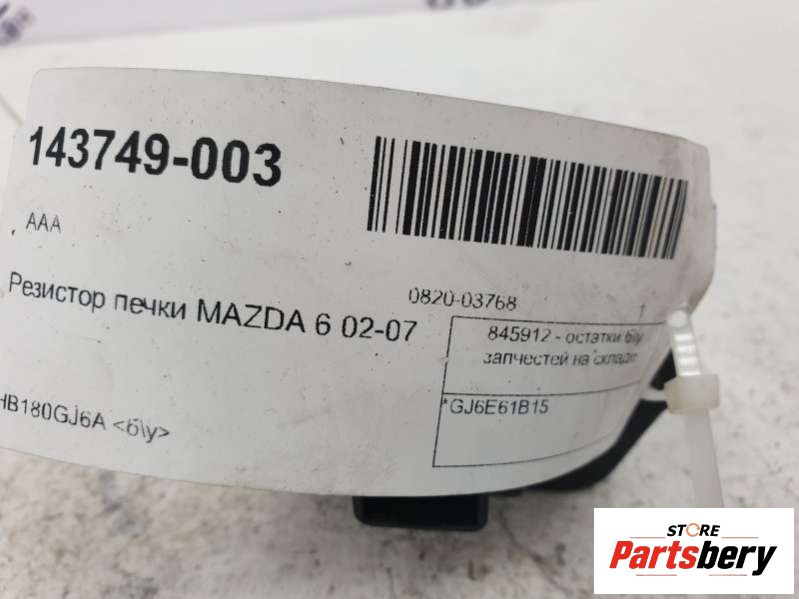 143749-003
AAA
Резистор печки MAZDA 6 02-07
HB180GJ6A <б\у>
0820-03768
1
845912 - остатки б\у
запчестей на складе
*GJ6E61B15
STORE
Partsbery